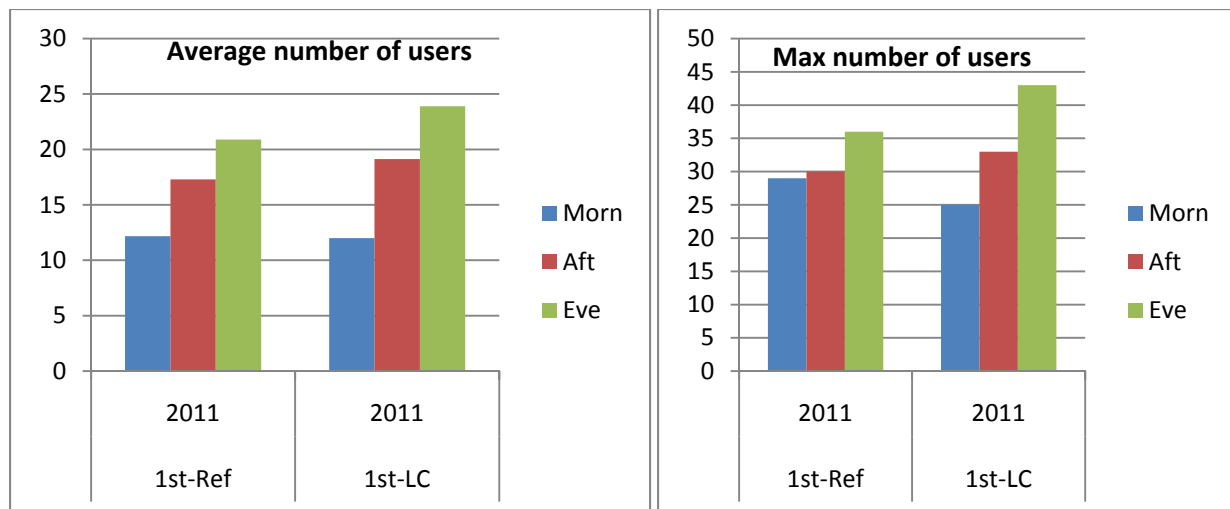 Average number of users
30
25
20
15
10
5
0
Morn
Aft
Eve
2011 2011
1st-Ref 1st-LC
Max number of users
50
45
40
35
30
25
20
15
10
5
0
Morn
Aft
Eve
2011 2011
1st-Ref 1st-LC